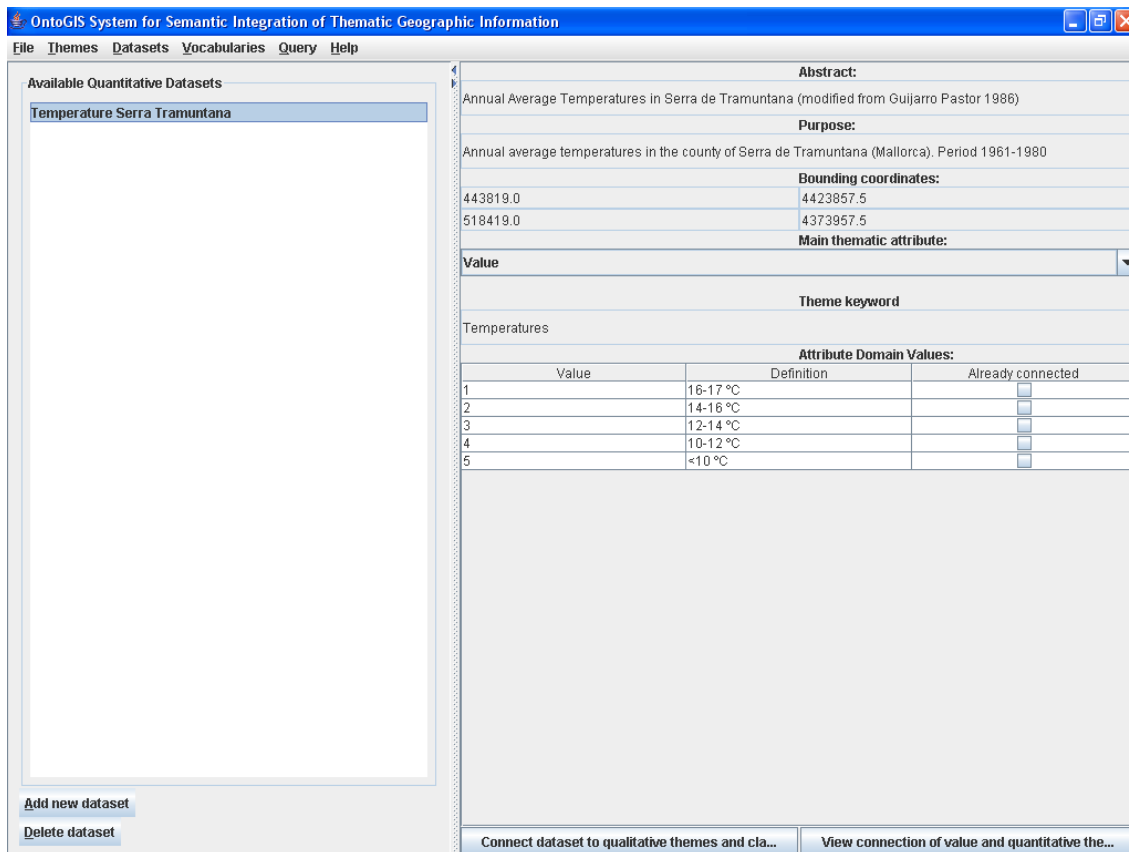 OntoGIS System for Semantic Integration of Thematic Geographic Information
File Themes Datasets Vocabularies Query Help
Available Quantitative Datasets
Temperature Serra Tramuntana
Add new dataset
Delete dataset
Abstract:
Annual Average Temperatures in Serra de Tramuntana (modified from Guijarro Pastor 1986)
Purpose:
Annual average temperatures in the county of Serra de Tramuntana (Mallorca). Period 1961-1980
Bounding coordinates:
443819.0 4423857.5
518419.0 4373957.5
Main thematic attribute:
Value
Theme keyword
Temperatures
Attribute Domain Values:
Value Definition Already connected
1 16-17 ºC
2 14-16 ºC
3 12-14 ºC
4 10-12 ºC
5 <10 ºC
Connect dataset to qualitative themes and cla... View connection of value and quantitative the...